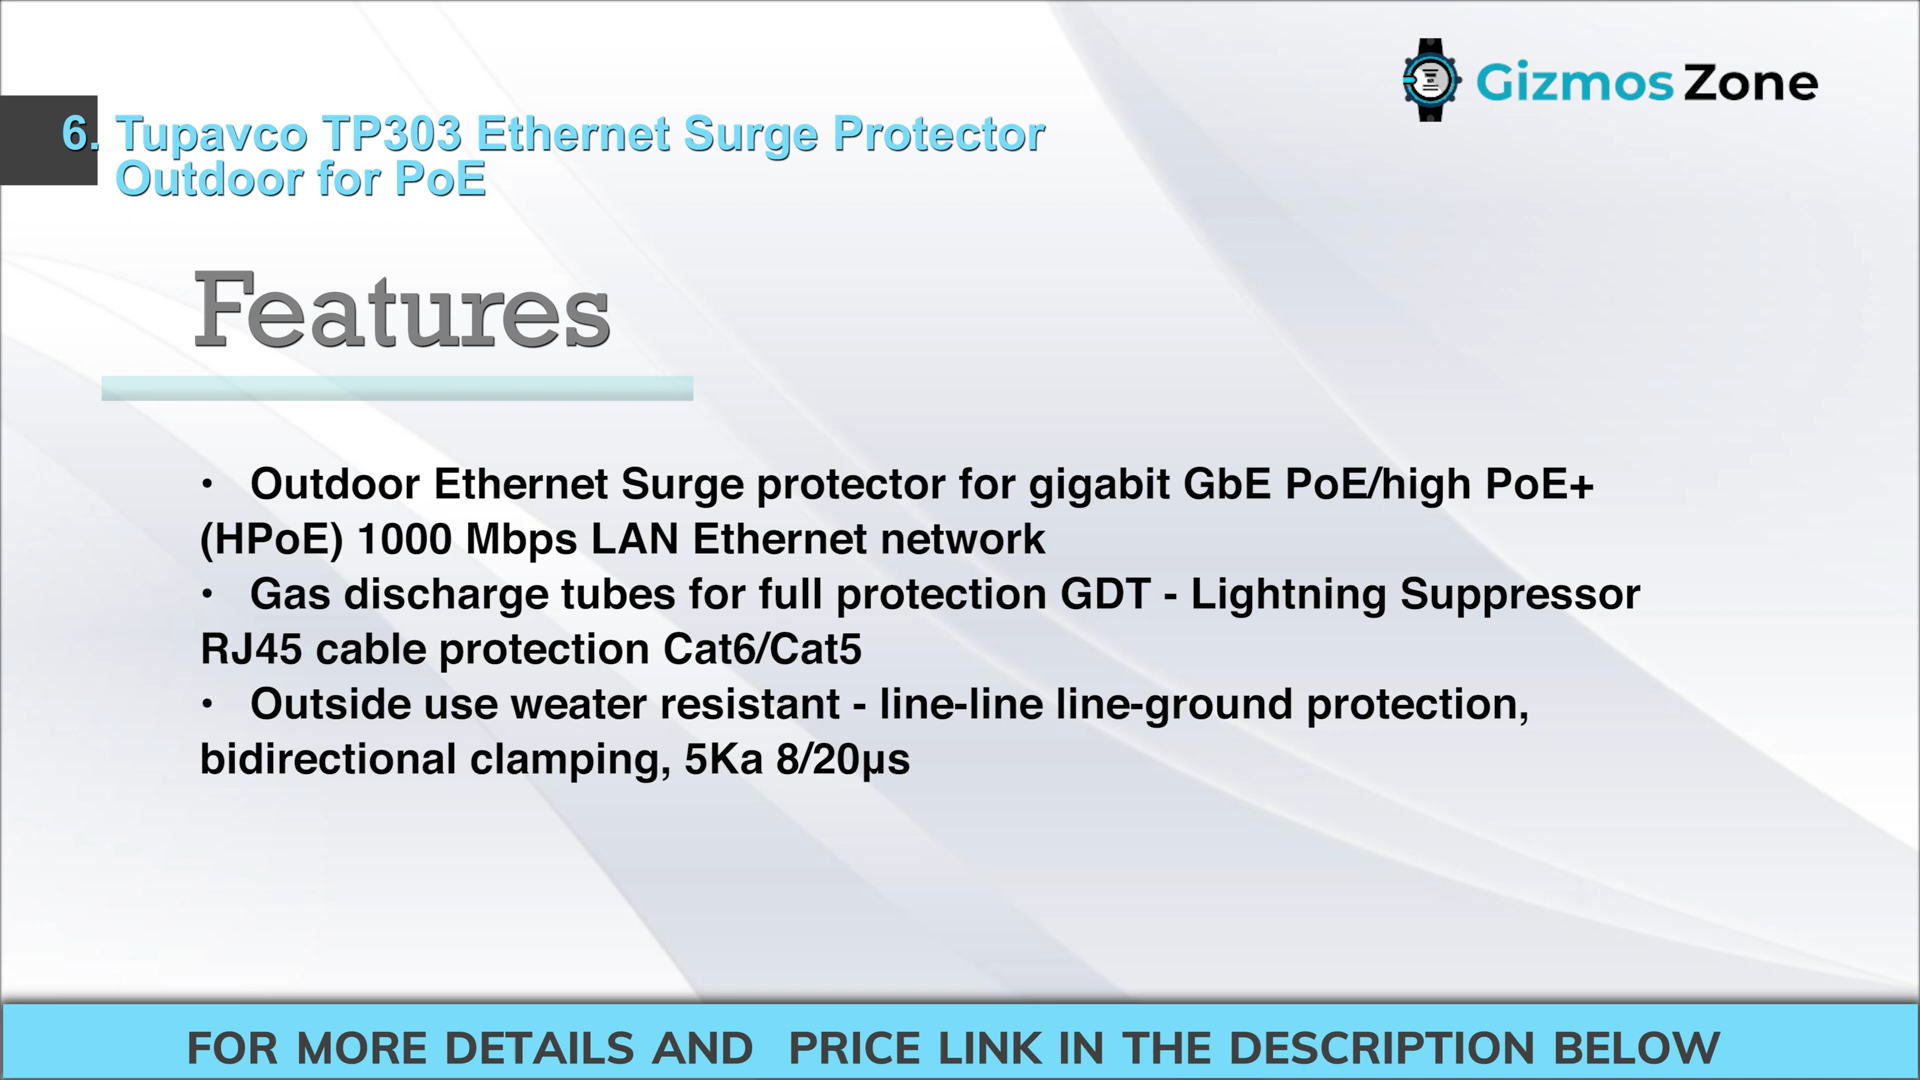 Gizmos Zone
6. Tupavco TP303 Ethernet Surge Protector
Outdoor for PoE
Features
• Outdoor Ethernet Surge protector for gigabit GbE PoE/high PoE+
(HPoE) 1000 Mbps LAN Ethernet network
• Gas discharge tubes for full protection GDT - Lightning Suppressor
RJ45 cable protection Cat6/Cat5
• Outside use weater resistant - line-line line-ground protection,
bidirectional clamping, 5Ka 8/20µs
FOR MORE DETAILS AND PRICE LINK IN THE DESCRIPTION BELOW